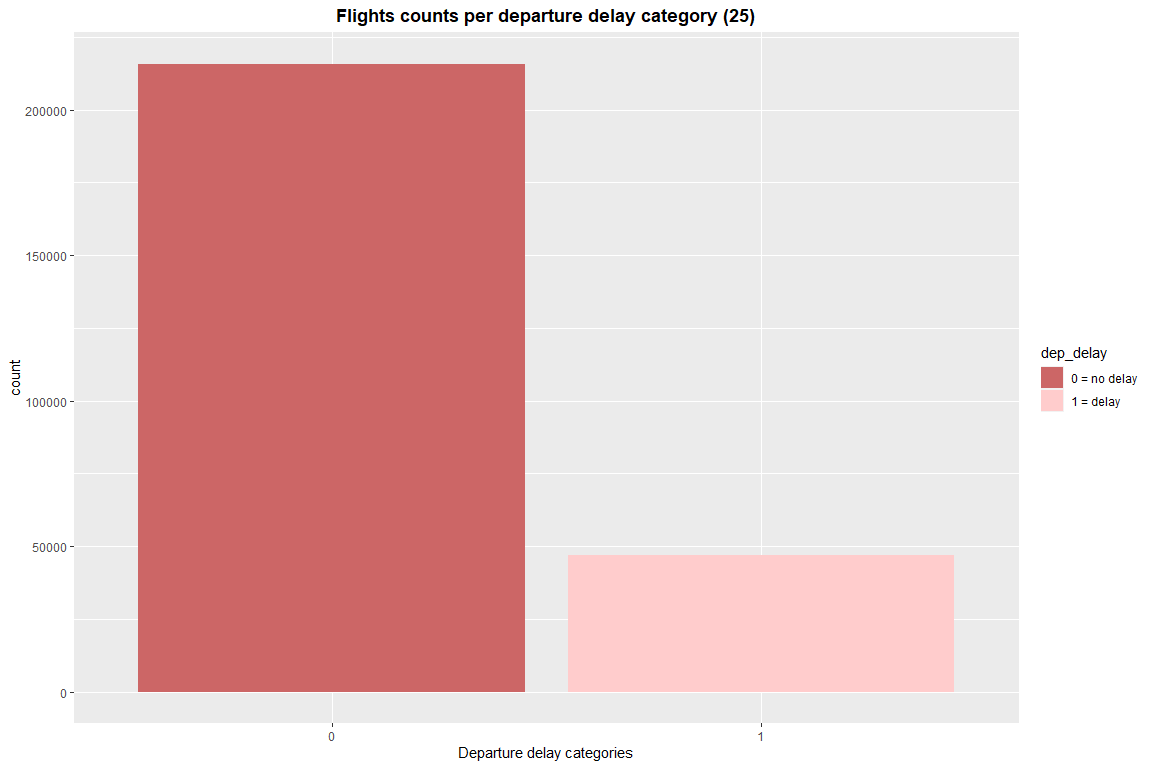 Flights counts per departure delay category (25)
count
200000
150000
100000
50000
0
0
1
Departure delay categories
dep_delay
0 = no delay
1 = delay